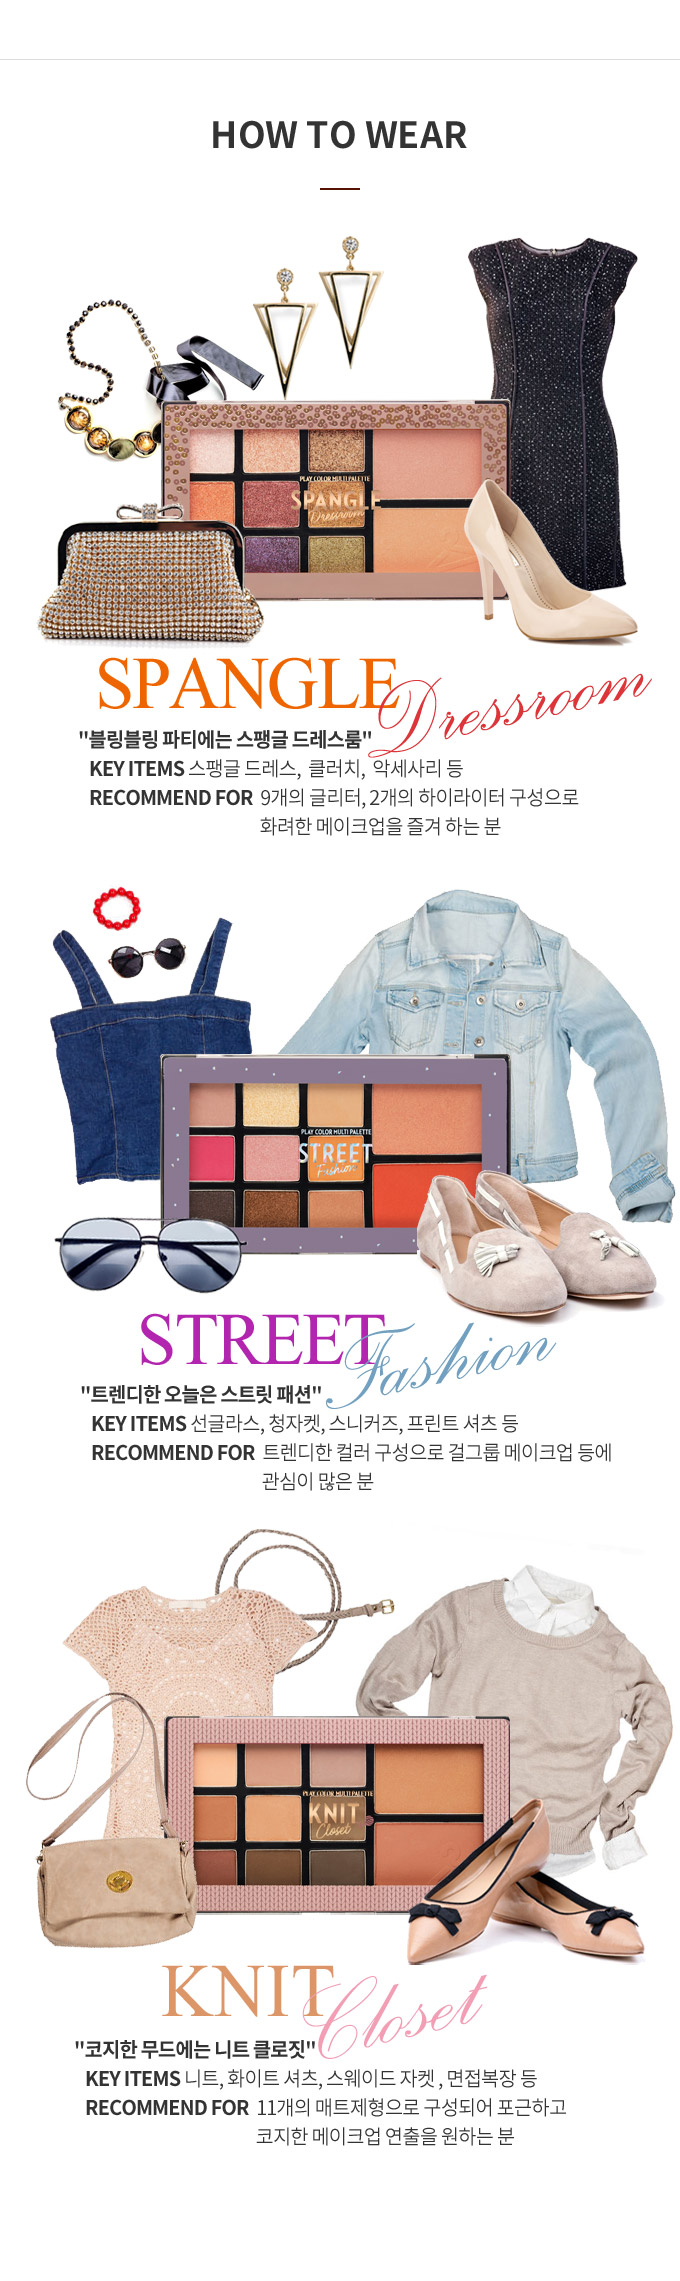 HOW TO WEAR
PLAY COLOR MULTI PALETTE
SPANGLE
Dressroom
SPANGLE Dressroom
"블링블링 파티에는 스팽글 드레스룸"
KEY ITEMS 스팽글 드레스, 클러치, 악세사리 등
RECOMMEND FOR 9개의 글리터, 2개의 하이라이터 구성으로
화려한 메이크업을 즐겨 하는 분
PLAY COLOR MULTI PALETTE
STREET
Fashion
STREET Fashion
"트렌디한 오늘은 스트릿 패션"
KEY ITEMS 선글라스, 청자켓, 스니커즈, 프린트 셔츠 등
RECOMMEND FOR 트렌디한 컬러 구성으로 걸그룹 메이크업 등에
관심이 많은 분
PLAY COLOR MULTI PALETTE
KNIT
Closet
KNIT Closet
"코지한 무드에는 니트 클로짓"
KEY ITEMS 니트, 화이트 셔츠, 스웨이드 자켓 , 면접복장 등
RECOMMEND FOR 11개의 매트제형으로 구성되어 포근하고
코지한 메이크업 연출을 원하는 분